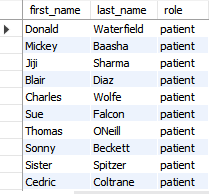 first_name last_name role
Donald Waterfield patient
Mickey Baasha patient
Jiji Sharma patient
Blair Diaz patient
Charles Wolfe patient
Sue Falcon patient
Thomas ONeill patient
Sonny Beckett patient
Sister Spitzer patient
Cedric Coltrane patient